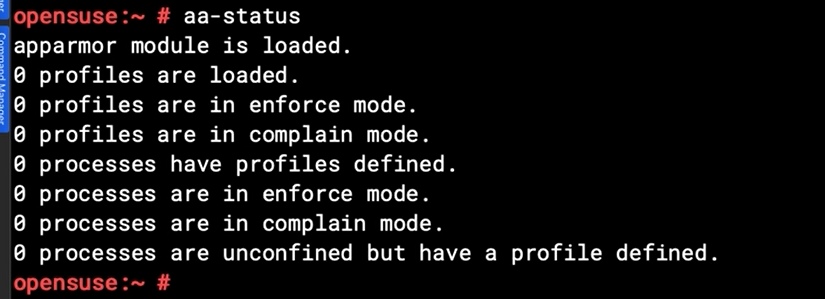 opensuse:~ # aa-status
apparmor module is loaded.
0 profiles are loaded.
0 profiles are in enforce mode.
0 profiles are in complain mode.
0 processes have profiles defined.
0 processes are in enforce mode.
0 processes are in complain mode.
0 processes are unconfined but have a profile defined.
opensuse:~ #
Command Manager